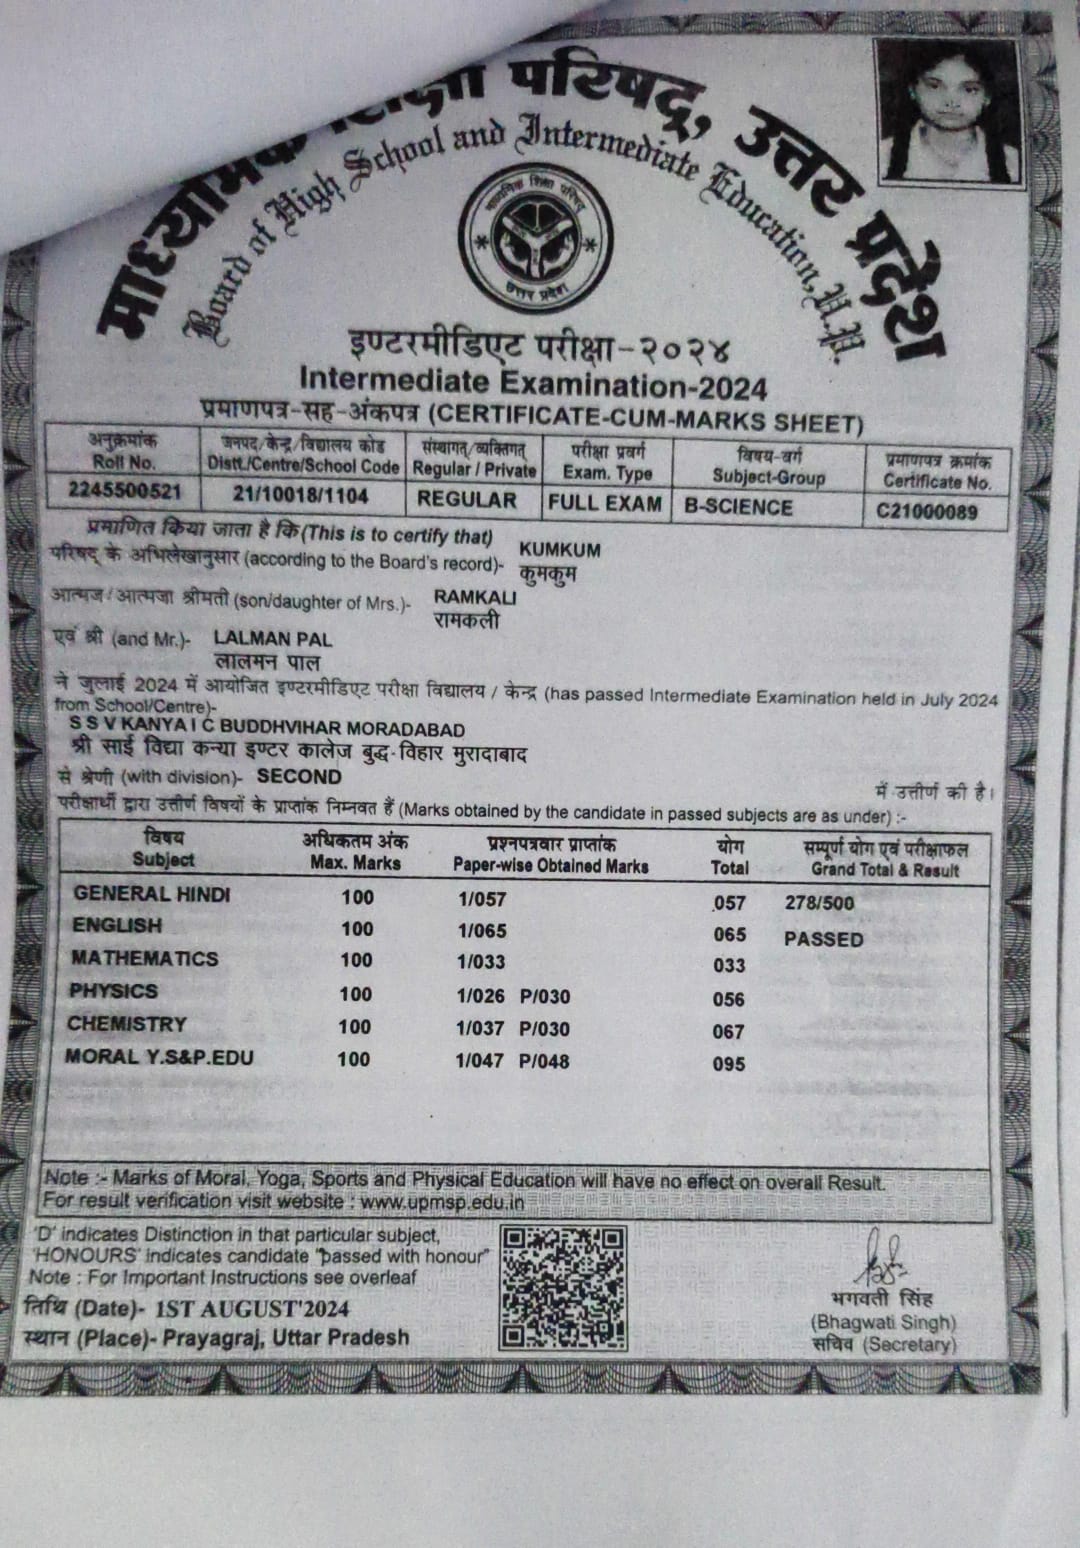 माध्यमिक शिक्षा परिषद्, उत्तर प्रदेश
Board of High School and Intermediate Education, U.P.
माध्यमिक शिक्षा परिषद्
उत्तर प्रदेश
इण्टरमीडिएट परीक्षा-२०२४
Intermediate Examination-2024
प्रमाणपत्र-सह-अंकपत्र (CERTIFICATE-CUM-MARKS SHEET)
अनुक्रमांक जनपद/केन्द्र/विद्यालय कोड संस्थागत्/व्यक्तिगत् परीक्षा प्रवर्ग विषय-वर्ग प्रमाणपत्र क्रमांक
Roll No. Distt./Centre/School Code Regular / Private Exam. Type Subject-Group Certificate No.
2245500521 21/10018/1104 REGULAR FULL EXAM B-SCIENCE C21000089
प्रमाणित किया जाता है कि (This is to certify that)
परिषद् के अभिलेखानुसार (according to the Board's record)- KUMKUM
कुमकुम
आत्मज/आत्मजा श्रीमती (son/daughter of Mrs.)- RAMKALI
रामकली
एवं श्री (and Mr.)- LALMAN PAL
लालमन पाल
ने जुलाई 2024 में आयोजित इण्टरमीडिएट परीक्षा विद्यालय / केन्द्र (has passed Intermediate Examination held in July 2024
from School/Centre)-
S S V KANYA I C BUDDHVIHAR MORADABAD
श्री साई विद्या कन्या इण्टर कालेज बुद्ध-विहार मुरादाबाद
से श्रेणी (with division)- SECOND में उत्तीर्ण की है।
परीक्षार्थी द्वारा उत्तीर्ण विषयों के प्राप्तांक निम्नवत हैं (Marks obtained by the candidate in passed subjects are as under) :-
विषय अधिकतम अंक प्रश्नपत्रवार प्राप्तांक योग सम्पूर्ण योग एवं परीक्षाफल
Subject Max. Marks Paper-wise Obtained Marks Total Grand Total & Result
GENERAL HINDI 100 1/057 057 278/500
ENGLISH 100 1/065 065 PASSED
MATHEMATICS 100 1/033 033
PHYSICS 100 1/026 P/030 056
CHEMISTRY 100 1/037 P/030 067
MORAL Y.S&P.EDU 100 1/047 P/048 095
Note :- Marks of Moral, Yoga, Sports and Physical Education will have no effect on overall Result.
For result verification visit website : www.upmsp.edu.in
'D' indicates Distinction in that particular subject,
'HONOURS' indicates candidate "passed with honour"
Note : For Important Instructions see overleaf
तिथि (Date)- 1ST AUGUST'2024
स्थान (Place)- Prayagraj, Uttar Pradesh
भगवती सिंह
(Bhagwati Singh)
सचिव (Secretary)